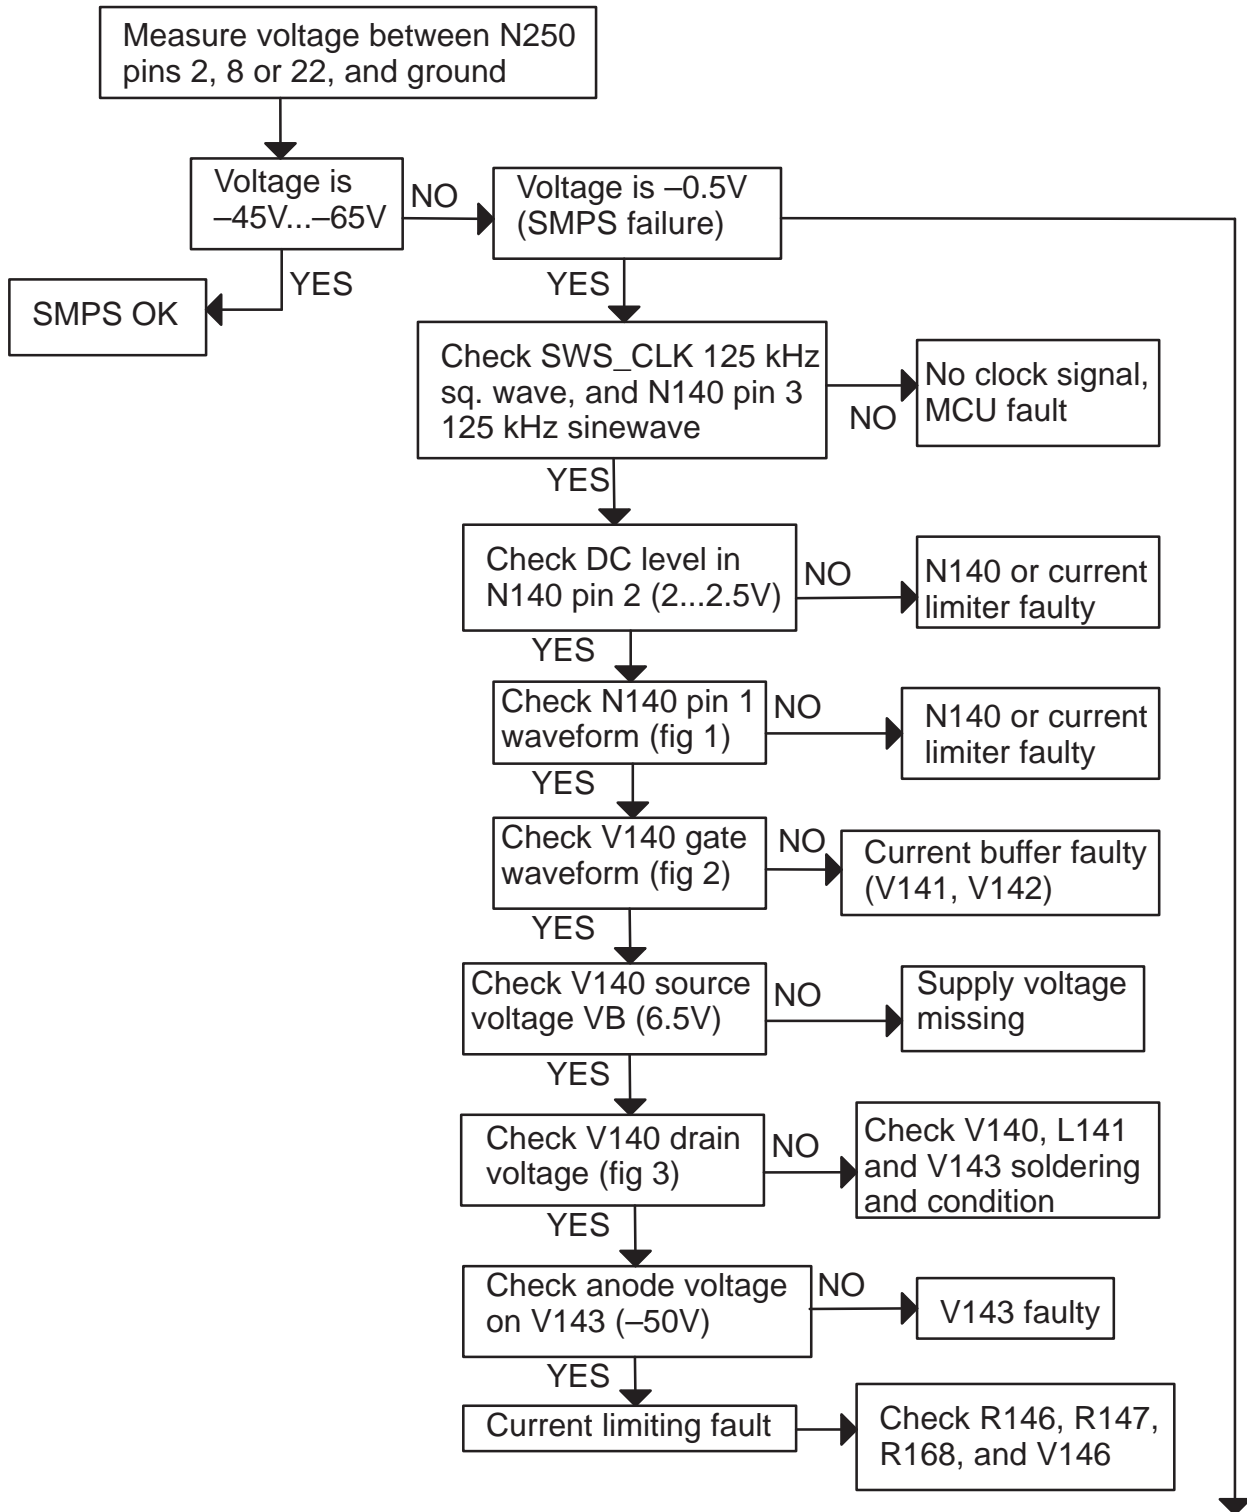 Measure voltage between N250
pins 2, 8 or 22, and ground
Voltage is
–45V...–65V
NO
Voltage is –0.5V
(SMPS failure)
YES
SMPS OK
YES
Check SWS_CLK 125 kHz
sq. wave, and N140 pin 3
125 kHz sinewave
NO
No clock signal,
MCU fault
YES
Check DC level in
N140 pin 2 (2...2.5V)
NO
N140 or current
limiter faulty
YES
Check N140 pin 1
waveform (fig 1)
NO
N140 or current
limiter faulty
YES
Check V140 gate
waveform (fig 2)
NO
Current buffer faulty
(V141, V142)
YES
Check V140 source
voltage VB (6.5V)
NO
Supply voltage
missing
YES
Check V140 drain
voltage (fig 3)
NO
Check V140, L141
and V143 soldering
and condition
YES
Check anode voltage
on V143 (–50V)
NO
V143 faulty
YES
Current limiting fault
Check R146, R147,
R168, and V146